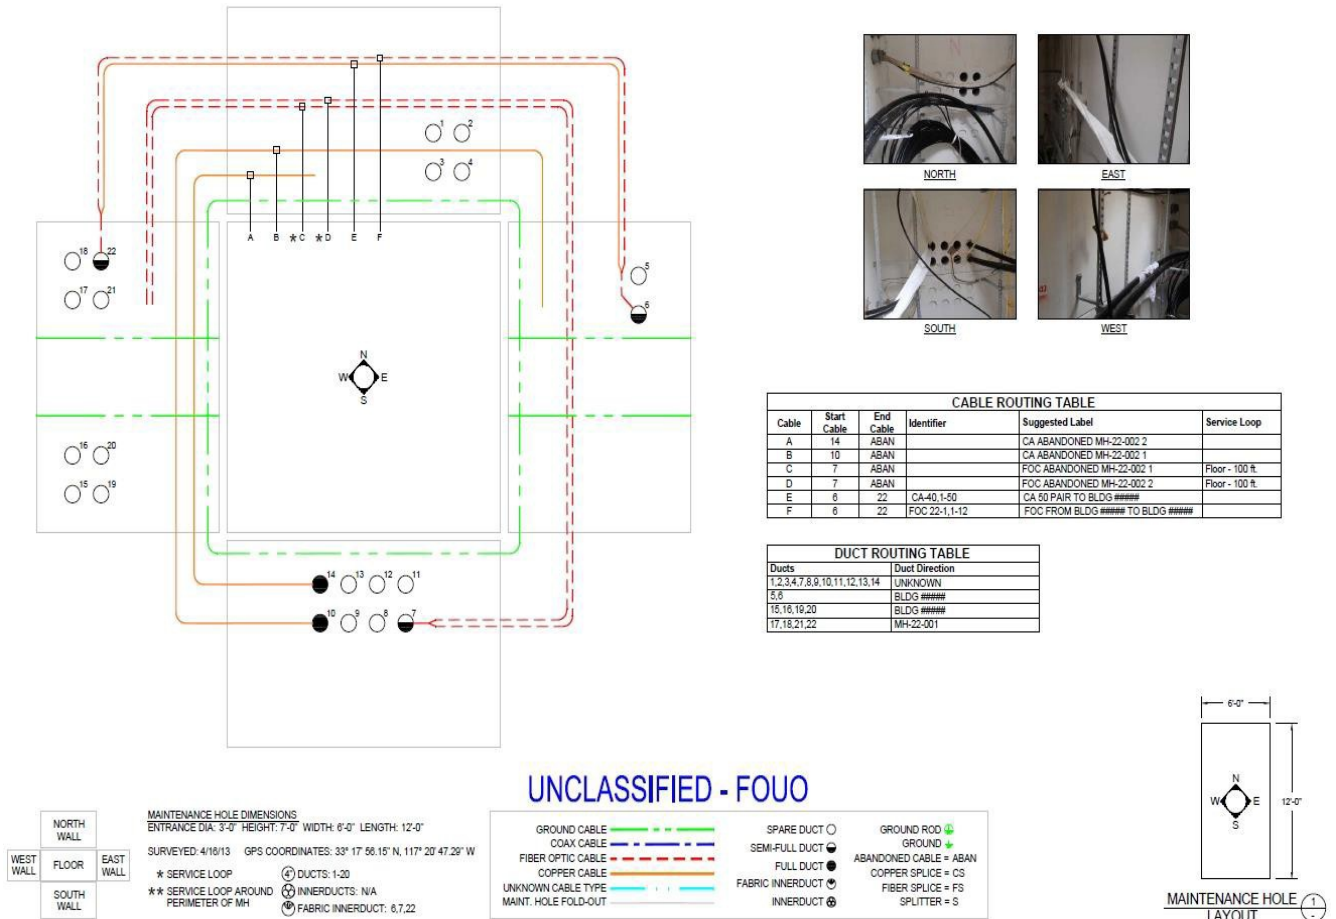 1 2
3 4
A B *C *D E F
18 22
17 21
5
6
N
W E
S
16 20
15 19
14 13 12 11
10 9 8 7
NORTH EAST
SOUTH WEST
CABLE ROUTING TABLE
Cable Start Cable End Cable Identifier Suggested Label Service Loop
A 14 ABAN CA ABANDONED MH-22-002 2
B 10 ABAN CA ABANDONED MH-22-002 1
C 7 ABAN FOC ABANDONED MH-22-002 1 Floor - 100 ft.
D 7 ABAN FOC ABANDONED MH-22-002 2 Floor - 100 ft.
E 6 22 CA-40,1-50 CA 50 PAIR TO BLDG #####
F 6 22 FOC 22-1,1-12 FOC FROM BLDG ##### TO BLDG #####
DUCT ROUTING TABLE
Ducts Duct Direction
1,2,3,4,7,8,9,10,11,12,13,14 UNKNOWN
5,6 BLDG #####
15,16,19,20 BLDG #####
17,18,21,22 MH-22-001
6'-0"
N
W E
S
12'-0"
MAINTENANCE HOLE LAYOUT 1
-
UNCLASSIFIED - FOUO
NORTH WALL
WEST WALL FLOOR EAST WALL
SOUTH WALL
MAINTENANCE HOLE DIMENSIONS
ENTRANCE DIA: 3'-0" HEIGHT: 7'-0" WIDTH: 6'-0" LENGTH: 12'-0"
SURVEYED: 4/16/13 GPS COORDINATES: 33° 17' 56.15" N, 117° 20' 47.29" W
* SERVICE LOOP
** SERVICE LOOP AROUND
PERIMETER OF MH
4" DUCTS: 1-20
INNERDUCTS: N/A
FABRIC INNERDUCT: 6,7,22
GROUND CABLE
COAX CABLE
FIBER OPTIC CABLE
COPPER CABLE
UNKNOWN CABLE TYPE
MAINT. HOLE FOLD-OUT
SPARE DUCT
SEMI-FULL DUCT
FULL DUCT
FABRIC INNERDUCT
INNERDUCT
GROUND ROD
GROUND
ABANDONED CABLE = ABAN
COPPER SPLICE = CS
FIBER SPLICE = FS
SPLITTER = S